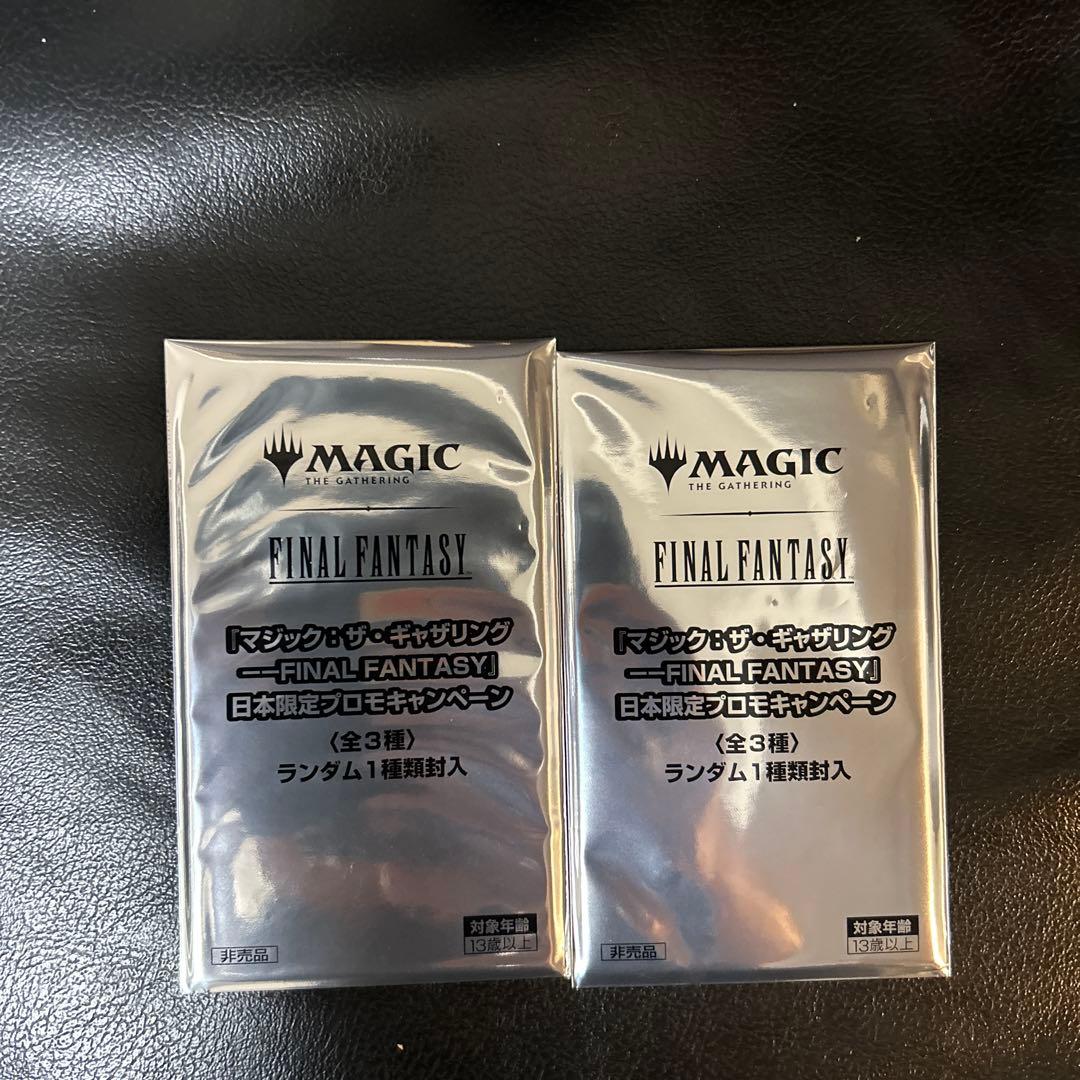 MAGIC
THE GATHERING
FINAL FANTASY
『マジック：ザ・ギャザリング
──FINAL FANTASY』
日本限定プロモキャンペーン
〈全3種〉
ランダム1種類封入
非売品
対象年齢
13歳以上
MAGIC
THE GATHERING
FINAL FANTASY
『マジック：ザ・ギャザリング
──FINAL FANTASY』
日本限定プロモキャンペーン
〈全3種〉
ランダム1種類封入
非売品
対象年齢
13歳以上